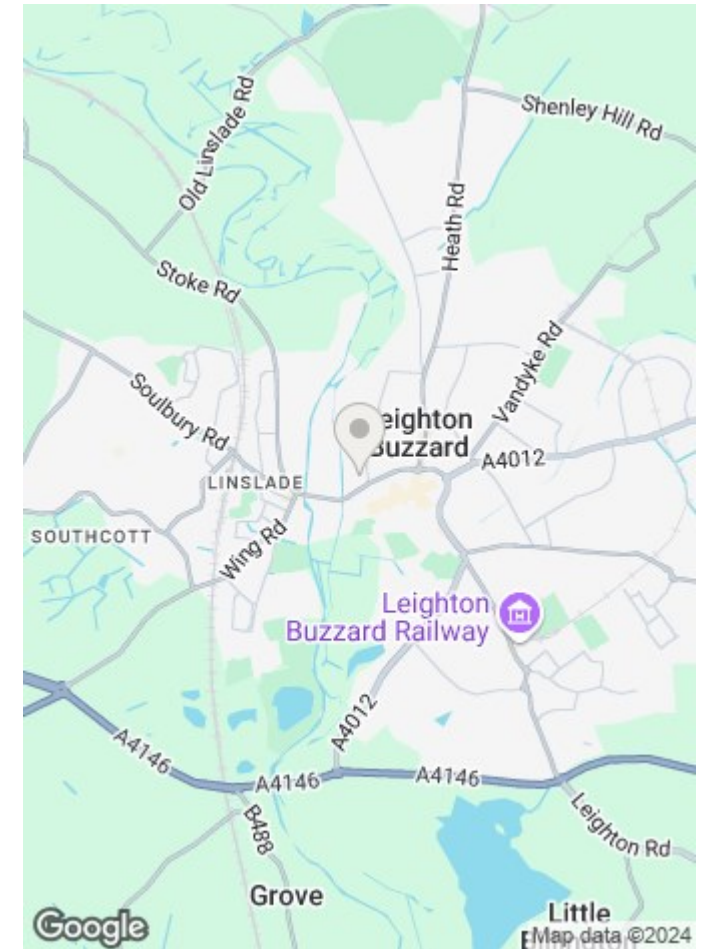 Old Linslade Rd
Shenley Hill Rd
Heath Rd
Stoke Rd
Vandyke Rd
Soulbury Rd
eighton
Buzzard
A4012
LINSLADE
SOUTHCOTT
Wing Rd
Leighton
Buzzard Railway
A4012
A4146
A4146
A4146
B488
Leighton Rd
Grove
Little
Google
Map data ©2024